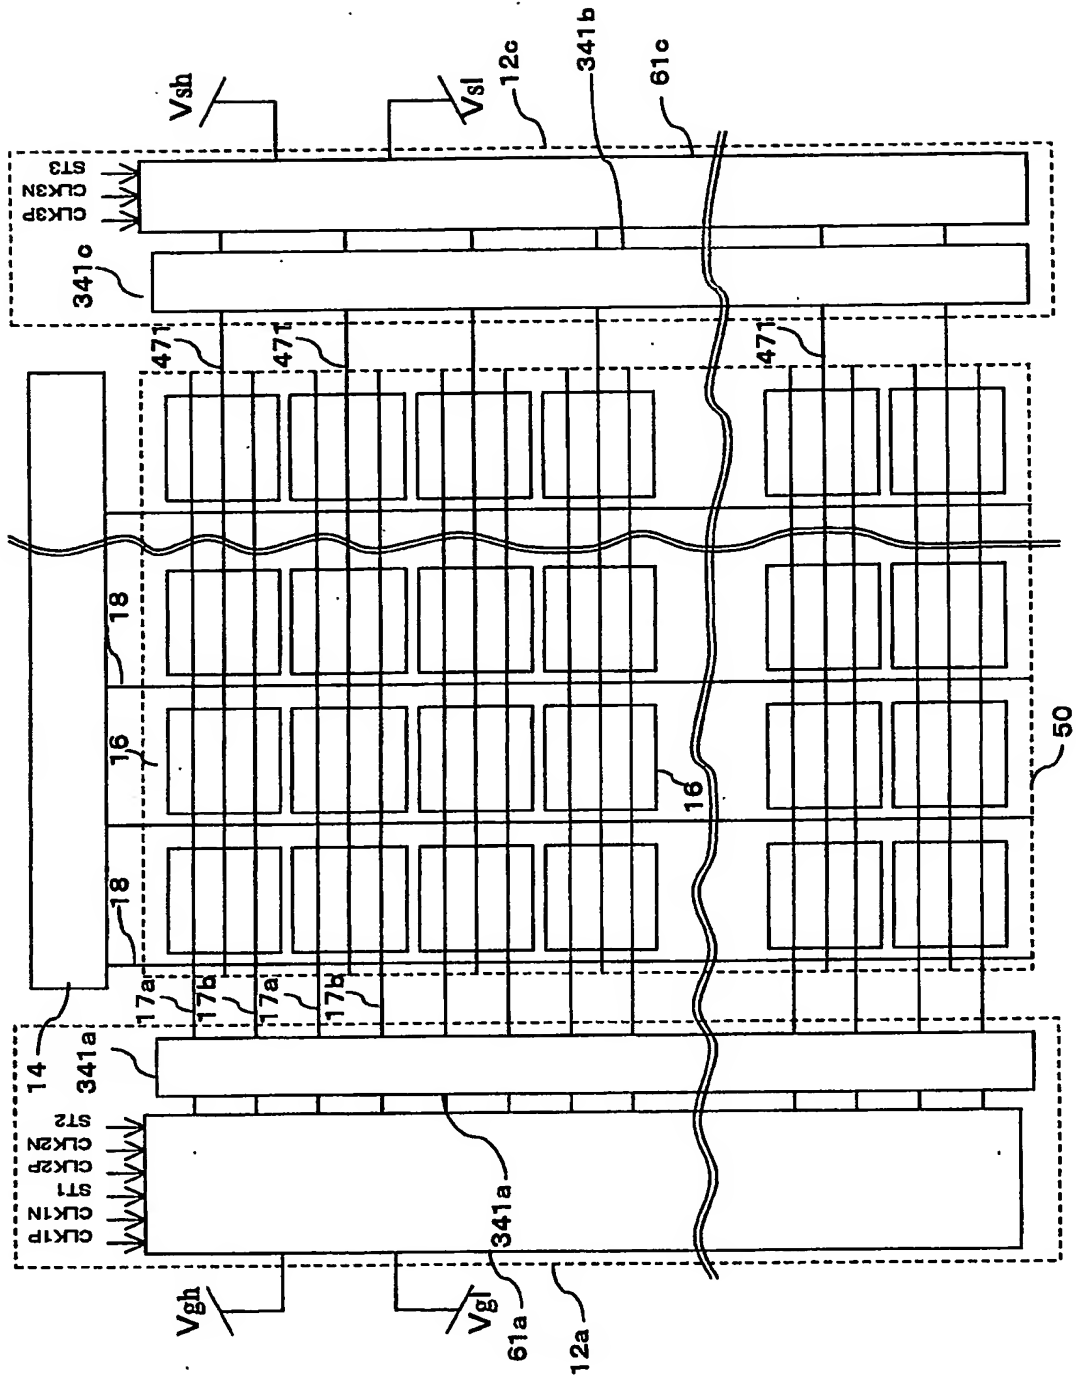 Vsh
Vsl
12c
341b
61c
ST3
CLK3N
CLK3P
341c
471
471
471
18
16
18
16
50
17a
17b
17a
17b
14
341a
ST2
CLK2N
CLK2P
ST1
CLK1N
CLK1P
341a
Vgh
Vgl
61a
12a